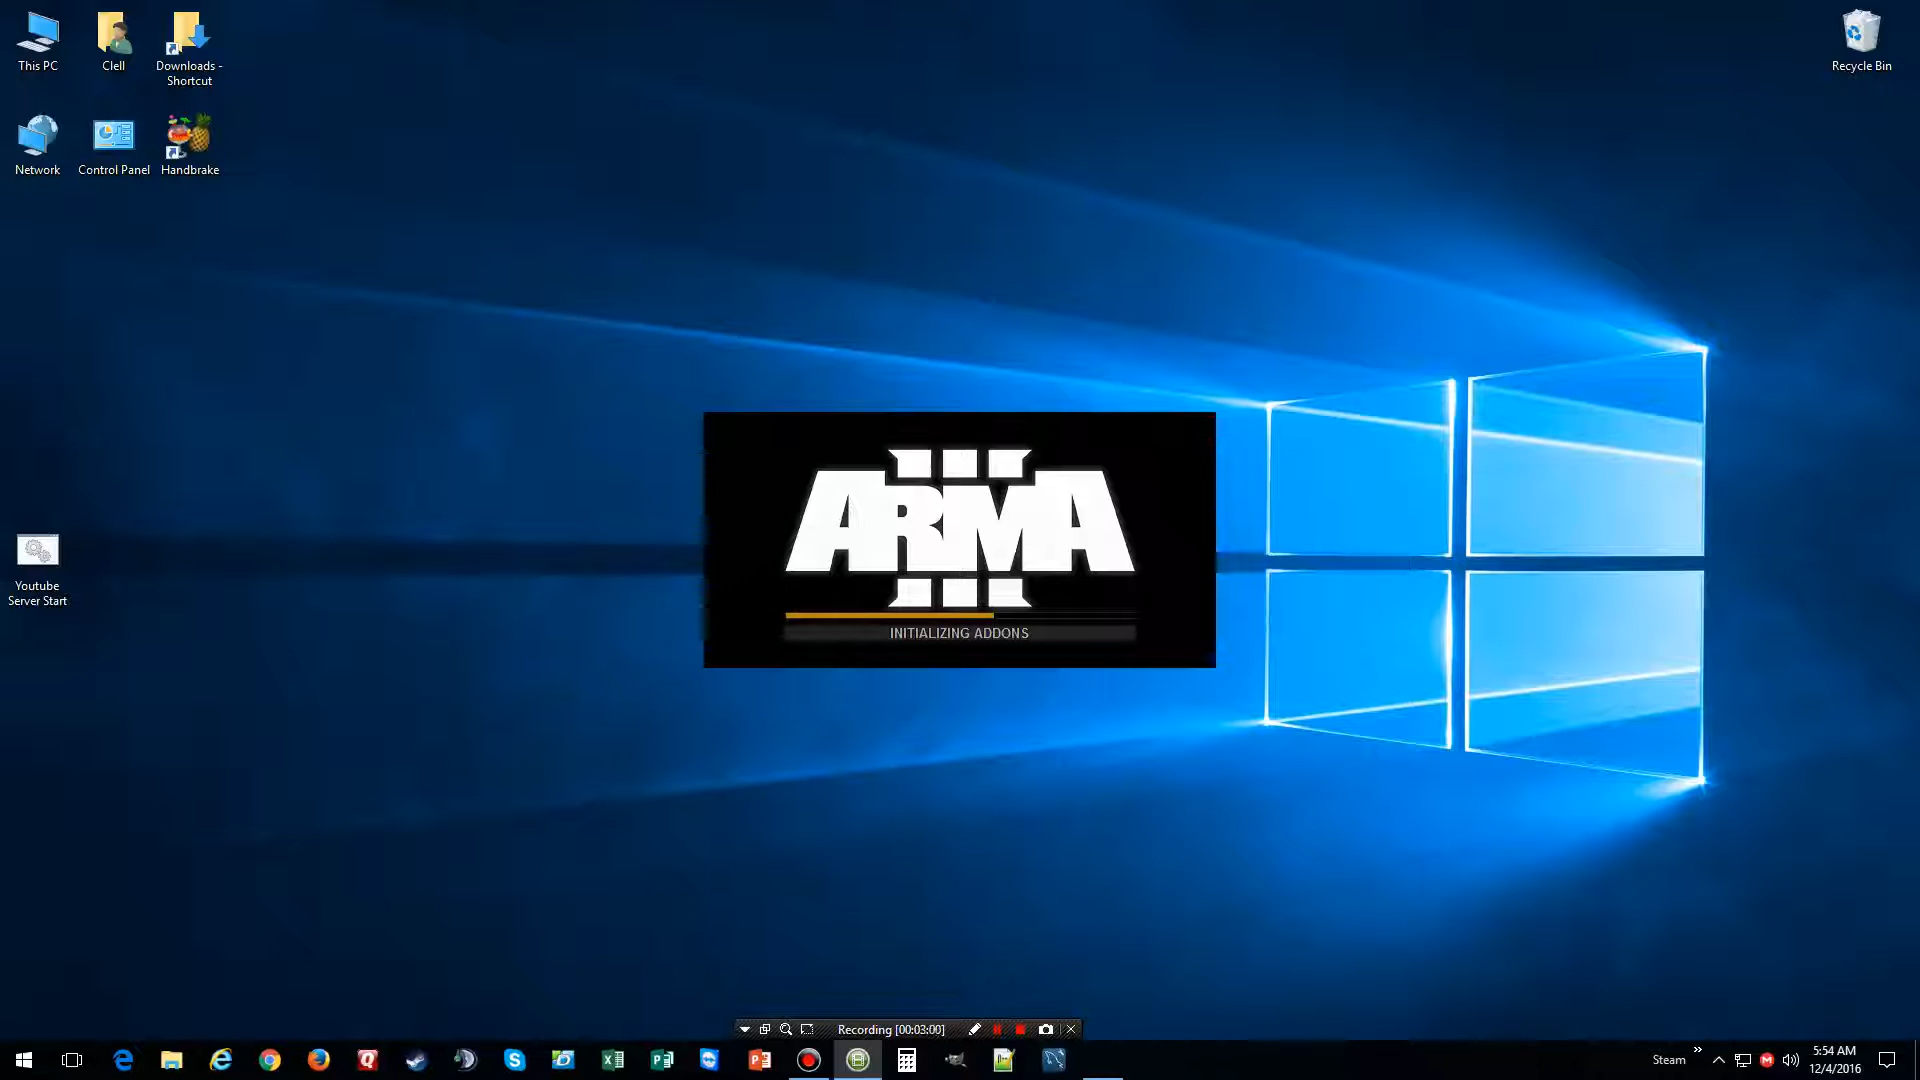 This PC
Clell
Downloads -
Shortcut
Recycle Bin
Network
Control Panel
Handbrake
ARMA
III
INITIALIZING ADDONS
Youtube
Server Start
Recording [00:03:00]
Steam
5:54 AM
12/4/2016